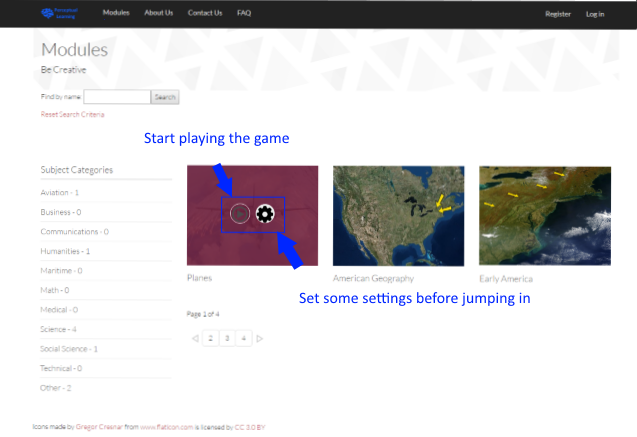 Perceptual
Learning
Modules
About Us
Contact Us
FAQ
Register
Log in
Modules
Be Creative
Find by name:
Search
Reset Search Criteria
Start playing the game
Subject Categories
Aviation - 1
Business - 0
Communications - 0
Humanities - 1
Maritime - 0
Math - 0
Medical - 0
Science - 4
Social Science - 1
Technical - 0
Other - 2
Planes
American Geography
Early America
Set some settings before jumping in
Page 1 of 4
2
3
4
Icons made by Gregor Cresnar from www.flaticon.com is licensed by CC 3.0 BY